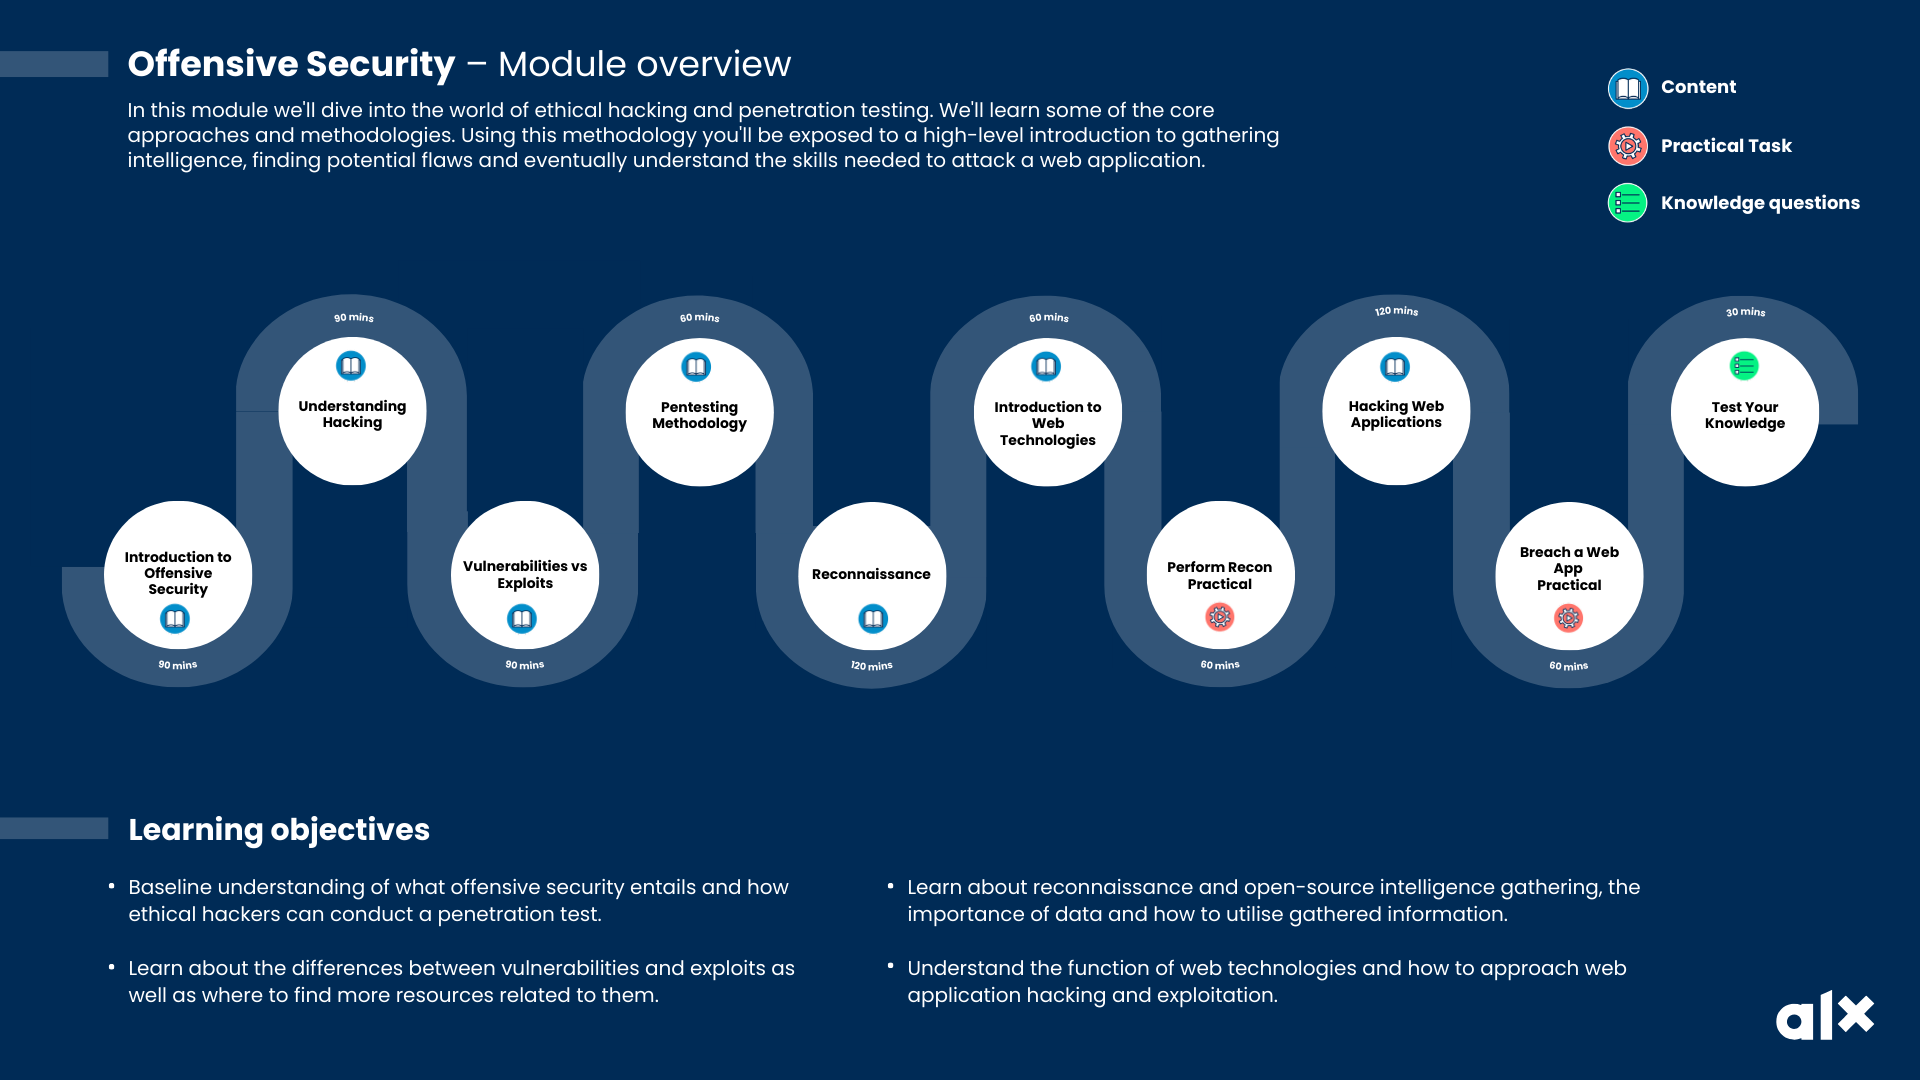 Offensive Security – Module overview
In this module we'll dive into the world of ethical hacking and penetration testing. We'll learn some of the core
approaches and methodologies. Using this methodology you'll be exposed to a high-level introduction to gathering
intelligence, finding potential flaws and eventually understand the skills needed to attack a web application.
Content
Practical Task
Knowledge questions
Introduction to
Offensive
Security
90 mins
90 mins
Understanding
Hacking
Vulnerabilities vs
Exploits
90 mins
60 mins
Pentesting
Methodology
Reconnaissance
120 mins
60 mins
Introduction to
Web
Technologies
Perform Recon
Practical
60 mins
120 mins
Hacking Web
Applications
Breach a Web
App
Practical
60 mins
30 mins
Test Your
Knowledge
Learning objectives
• Baseline understanding of what offensive security entails and how
ethical hackers can conduct a penetration test.
• Learn about the differences between vulnerabilities and exploits as
well as where to find more resources related to them.
• Learn about reconnaissance and open-source intelligence gathering, the
importance of data and how to utilise gathered information.
• Understand the function of web technologies and how to approach web
application hacking and exploitation.
alx